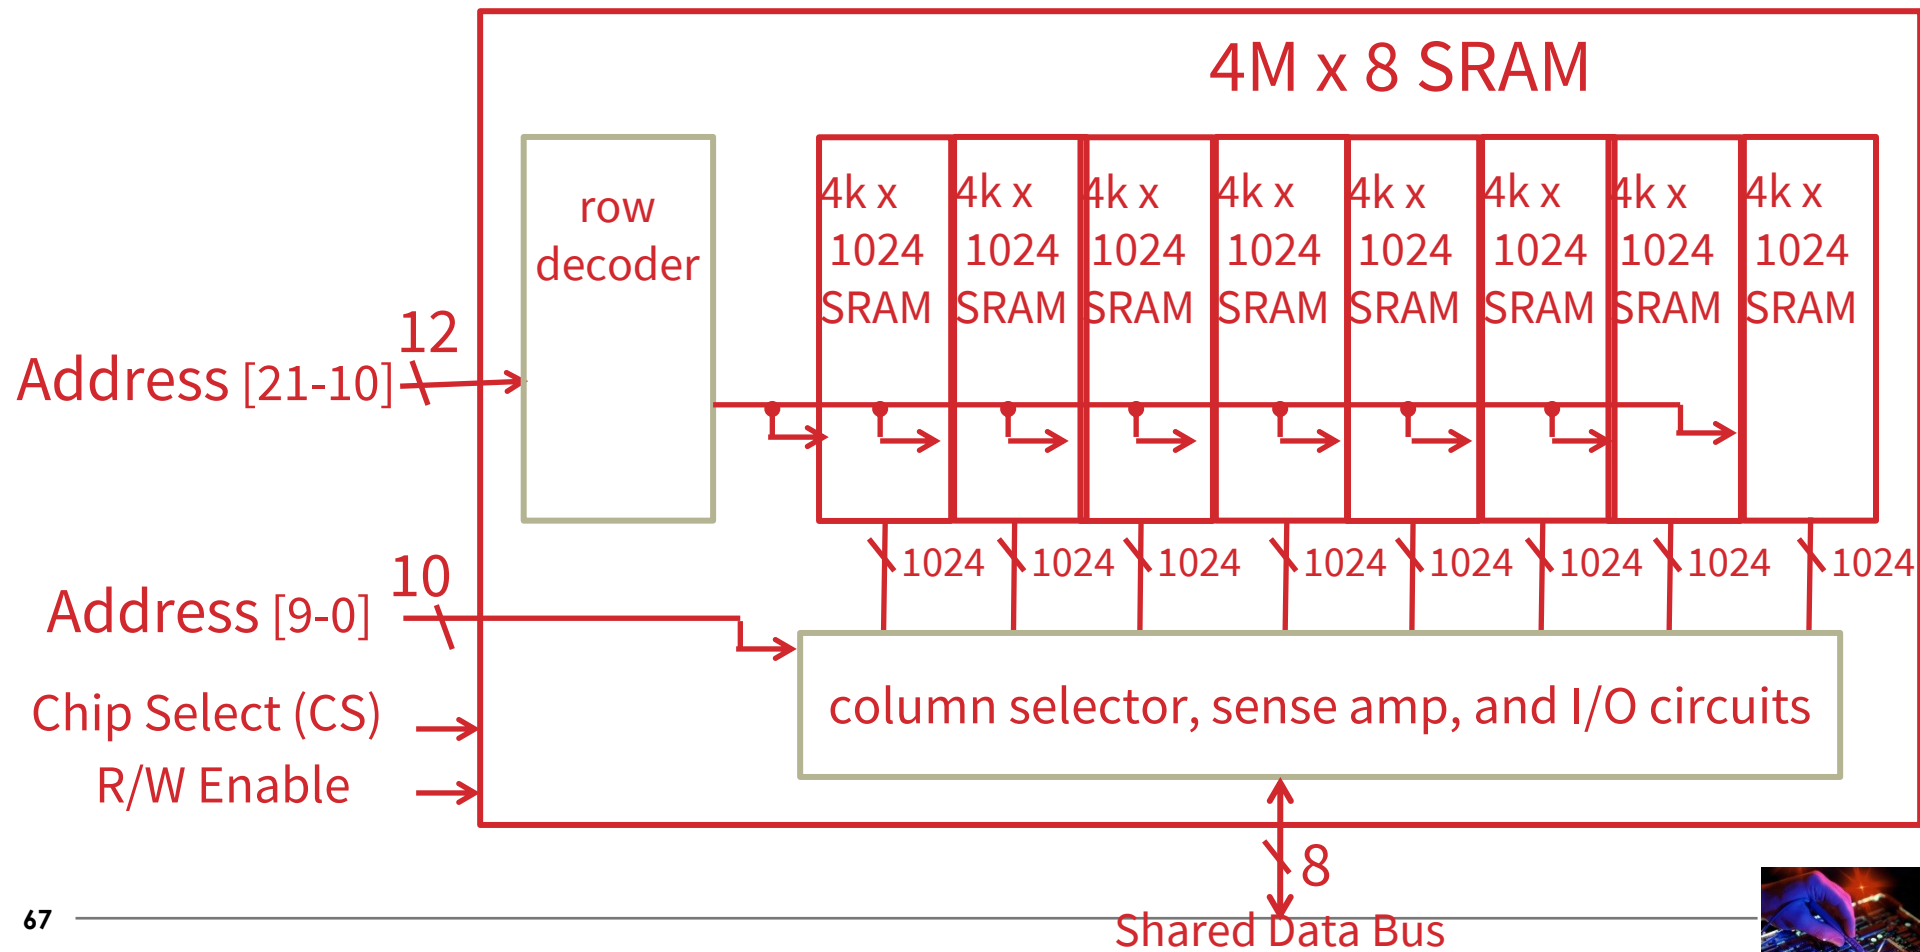 4M x 8 SRAM
row
decoder
4k x
1024
SRAM
4k x
1024
SRAM
4k x
1024
SRAM
4k x
1024
SRAM
4k x
1024
SRAM
4k x
1024
SRAM
4k x
1024
SRAM
4k x
1024
SRAM
12
Address [21-10]
1024
1024
1024
1024
1024
1024
1024
1024
10
Address [9-0]
column selector, sense amp, and I/O circuits
Chip Select (CS)
R/W Enable
8
Shared Data Bus
67